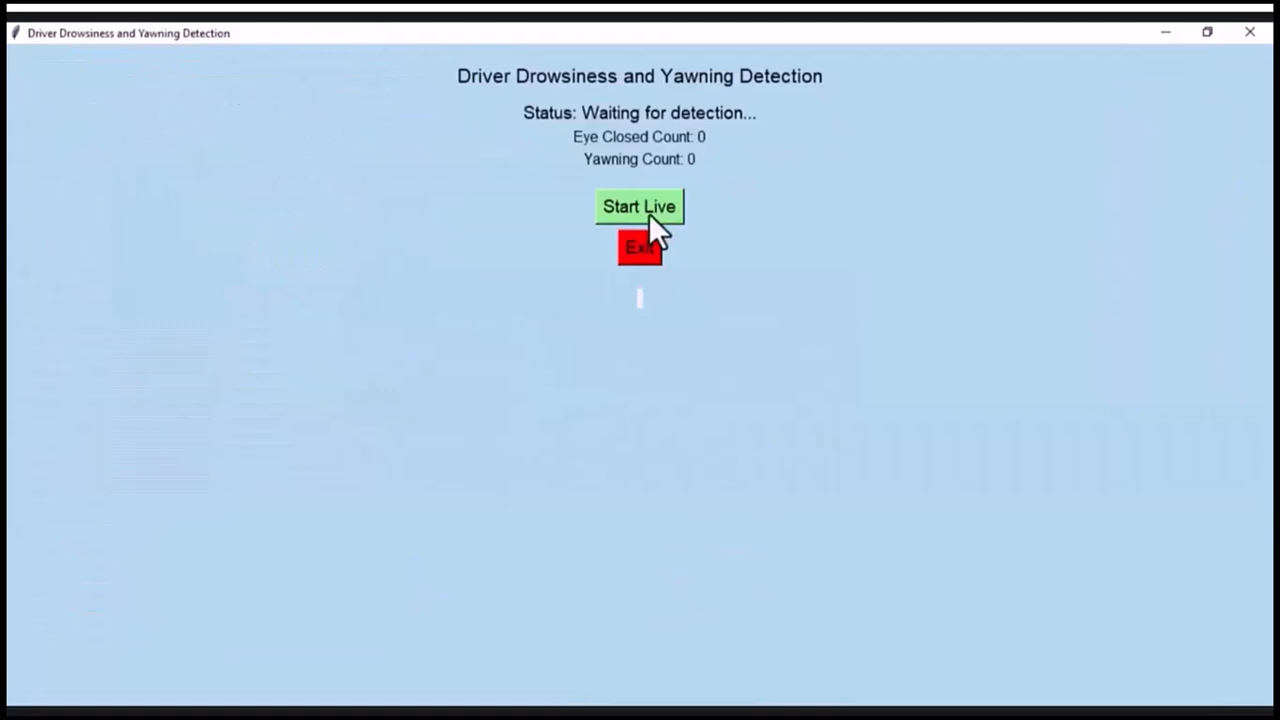 Driver Drowsiness and Yawning Detection
Driver Drowsiness and Yawning Detection
Status: Waiting for detection...
Eye Closed Count: 0
Yawning Count: 0
Start Live
Exit